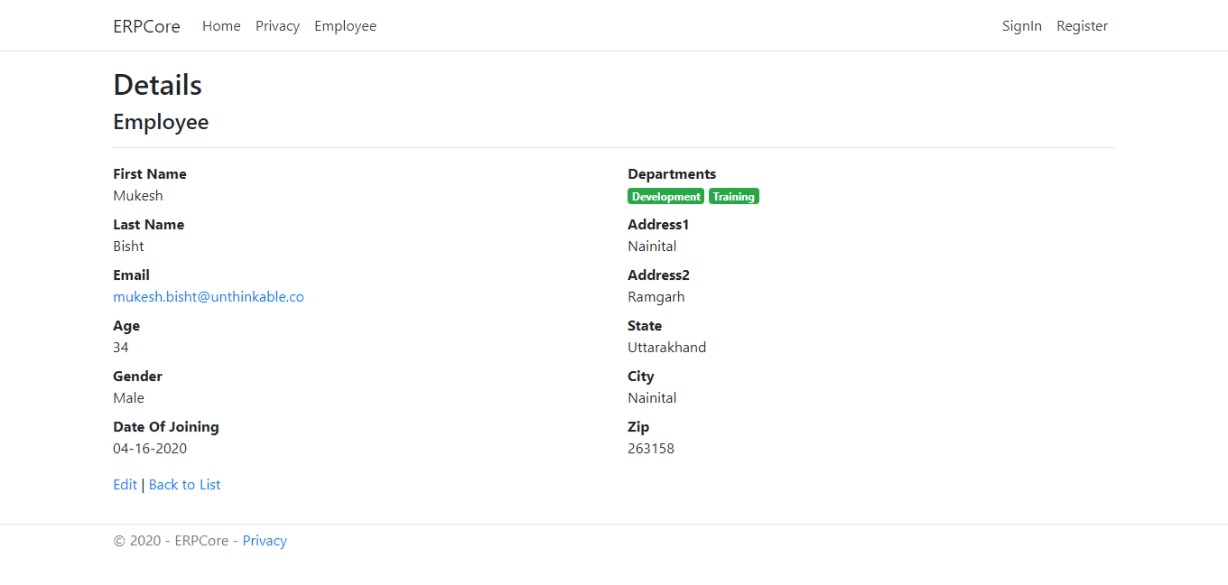 ERPCore Home Privacy Employee SignIn Register
Details
Employee
First Name
Mukesh
Last Name
Bisht
Email
mukesh.bisht@unthinkable.co
Age
34
Gender
Male
Date Of Joining
04-16-2020
Departments
Development Training
Address1
Nainital
Address2
Ramgarh
State
Uttarakhand
City
Nainital
Zip
263158
Edit | Back to List
© 2020 - ERPCore - Privacy